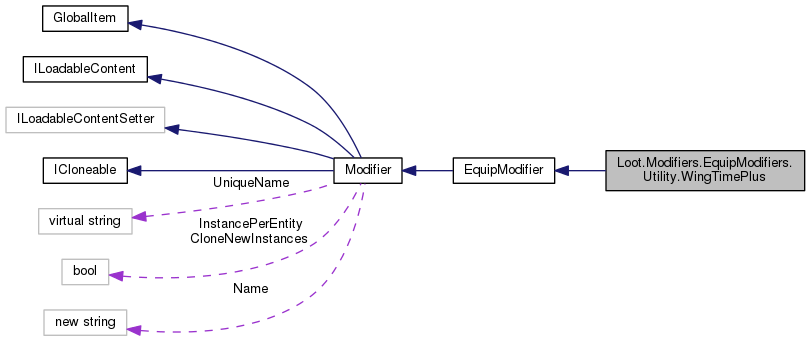 GlobalItem
ILoadableContent
ILoadableContentSetter
ICloneable
Modifier
EquipModifier
Loot.Modifiers.EquipModifiers.
Utility.WingTimePlus
UniqueName
virtual string
InstancePerEntity
CloneNewInstances
bool
Name
new string